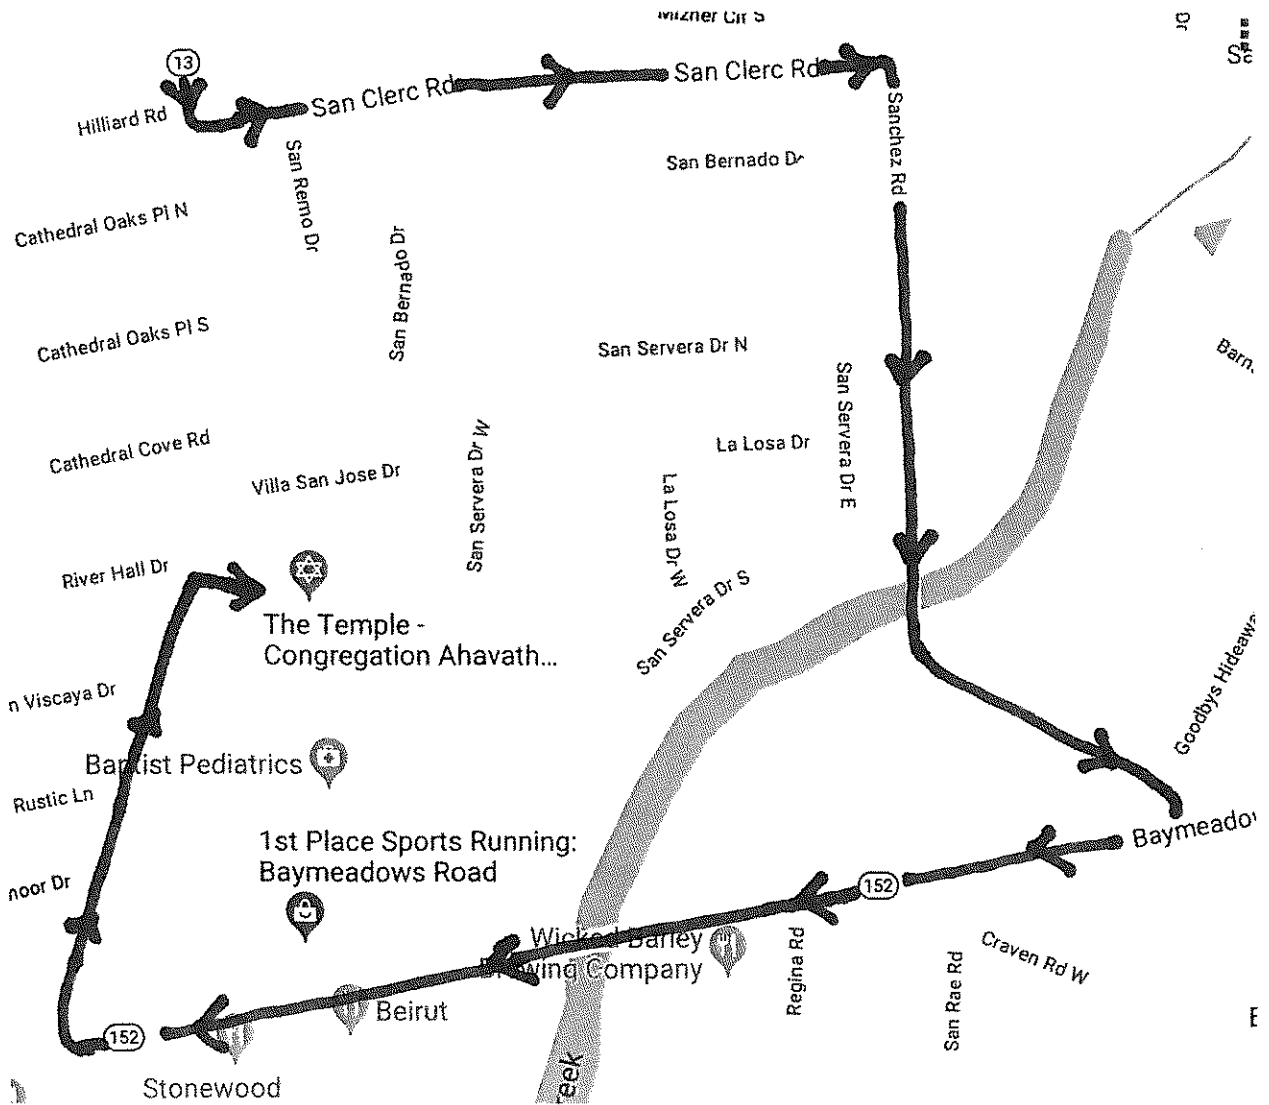 Mizner Cir S
Dr
13
San Clerc Rd
San Clerc Rd
Hilliard Rd
Sanchez Rd
San Remo Dr
San Bernado Dr
Cathedral Oaks Pl N
San Bernado Dr
Cathedral Oaks Pl S
San Servera Dr N
Barn
San Servera Dr E
La Losa Dr
Cathedral Cove Rd
San Servera Dr W
Villa San Jose Dr
La Losa Dr W
River Hall Dr
San Servera Dr S
The Temple -
Congregation Ahavath...
n Viscaya Dr
Goodbys Hideawa
Baptist Pediatrics
Rustic Ln
1st Place Sports Running:
Baymeadows Road
Baymeado
noor Dr
152
Wicked Barley
Brewing Company
Regina Rd
San Rae Rd
Craven Rd W
Beirut
152
reek
Stonewood